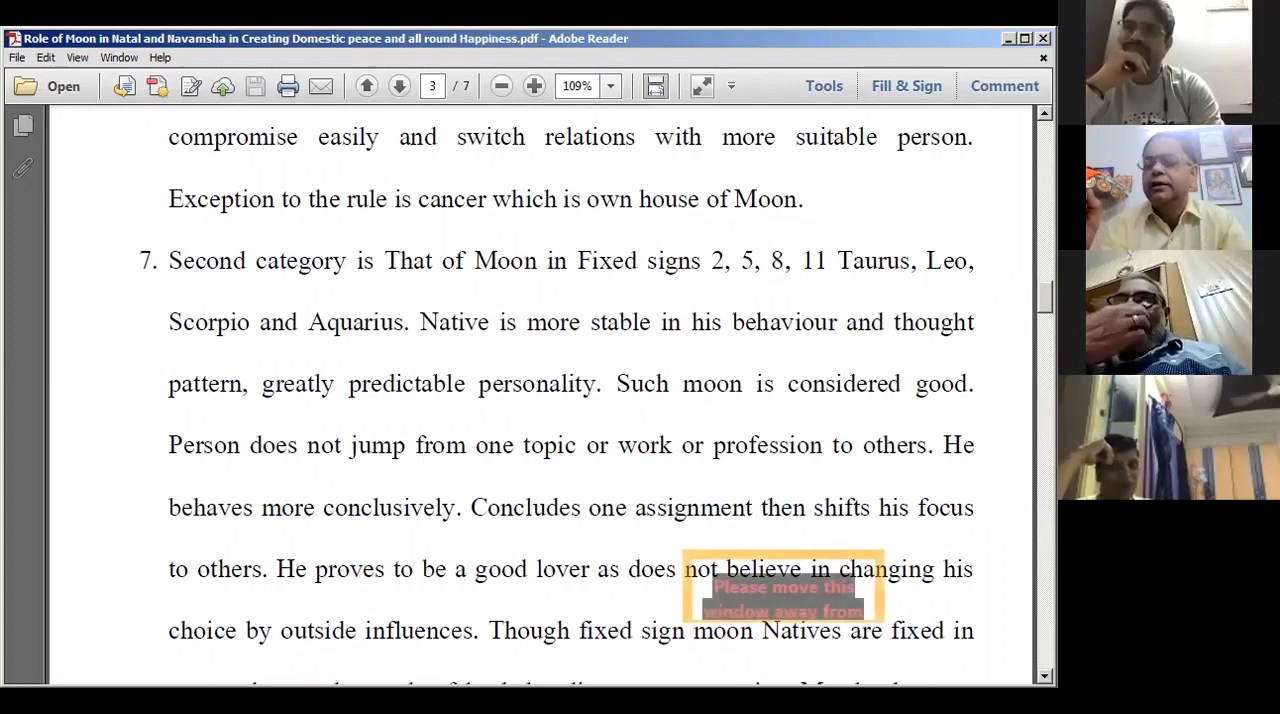 Role of Moon in Natal and Navamsha in Creating Domestic peace and all round Happiness.pdf - Adobe Reader
File Edit View Window Help
Open 3 / 7 109% Tools Fill & Sign Comment
compromise easily and switch relations with more suitable person.
Exception to the rule is cancer which is own house of Moon.
7. Second category is That of Moon in Fixed signs 2, 5, 8, 11 Taurus, Leo,
Scorpio and Aquarius. Native is more stable in his behaviour and thought
pattern, greatly predictable personality. Such moon is considered good.
Person does not jump from one topic or work or profession to others. He
behaves more conclusively. Concludes one assignment then shifts his focus
to others. He proves to be a good lover as does not believe in changing his
Please move this
window away from
choice by outside influences. Though fixed sign moon Natives are fixed in